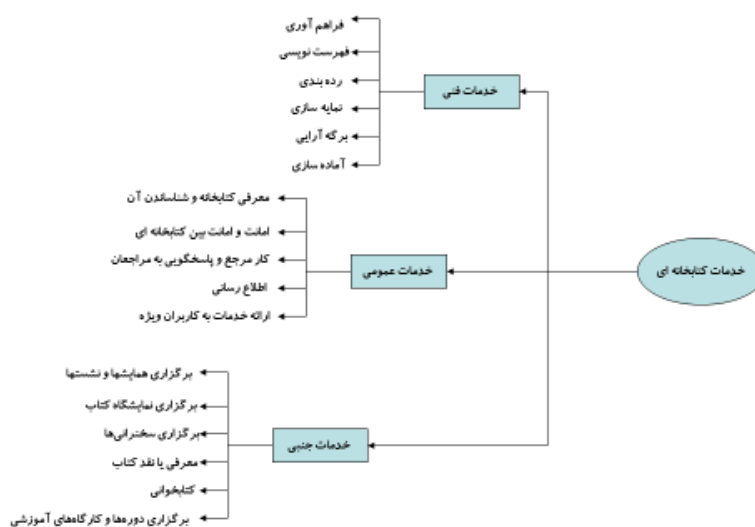 خدمات کتابخانه ای
خدمات فنی
فراهم آوری
فهرست نویسی
رده بندی
نمایه سازی
برگه آرایی
آماده سازی
خدمات عمومی
معرفی کتابخانه و شناساندن آن
امانت و امانت بین کتابخانه ای
کار مرجع و پاسخگویی به مراجعان
اطلاع رسانی
ارائه خدمات به کاربران ویژه
خدمات جنبی
برگزاری همایشها و نشستها
برگزاری نمایشگاه کتاب
برگزاری سخنرانی‌ها
معرفی یا نقد کتاب
کتابخوانی
برگزاری دوره‌ها و کارگاه‌های آموزشی